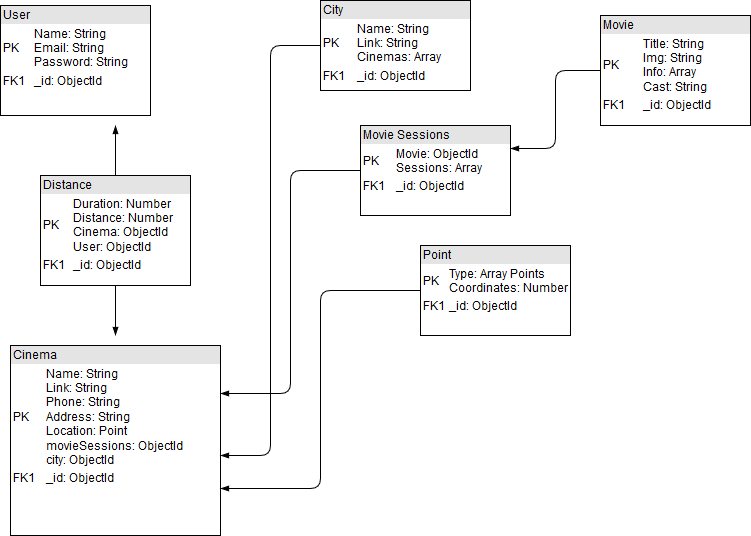 User
Name: String
PK Email: String
Password: String
FK1 _id: ObjectId
City
Name: String
PK Link: String
Cinemas: Array
FK1 _id: ObjectId
Movie
Title: String
PK Img: String
Info: Array
Cast: String
FK1 _id: ObjectId
Movie Sessions
PK Movie: ObjectId
Sessions: Array
FK1 _id: ObjectId
Distance
Duration: Number
Distance: Number
PK Cinema: ObjectId
User: ObjectId
FK1 _id: ObjectId
Point
PK Type: Array Points
Coordinates: Number
FK1 _id: ObjectId
Cinema
Name: String
Link: String
Phone: String
PK Address: String
Location: Point
movieSessions: ObjectId
city: ObjectId
FK1 _id: ObjectId